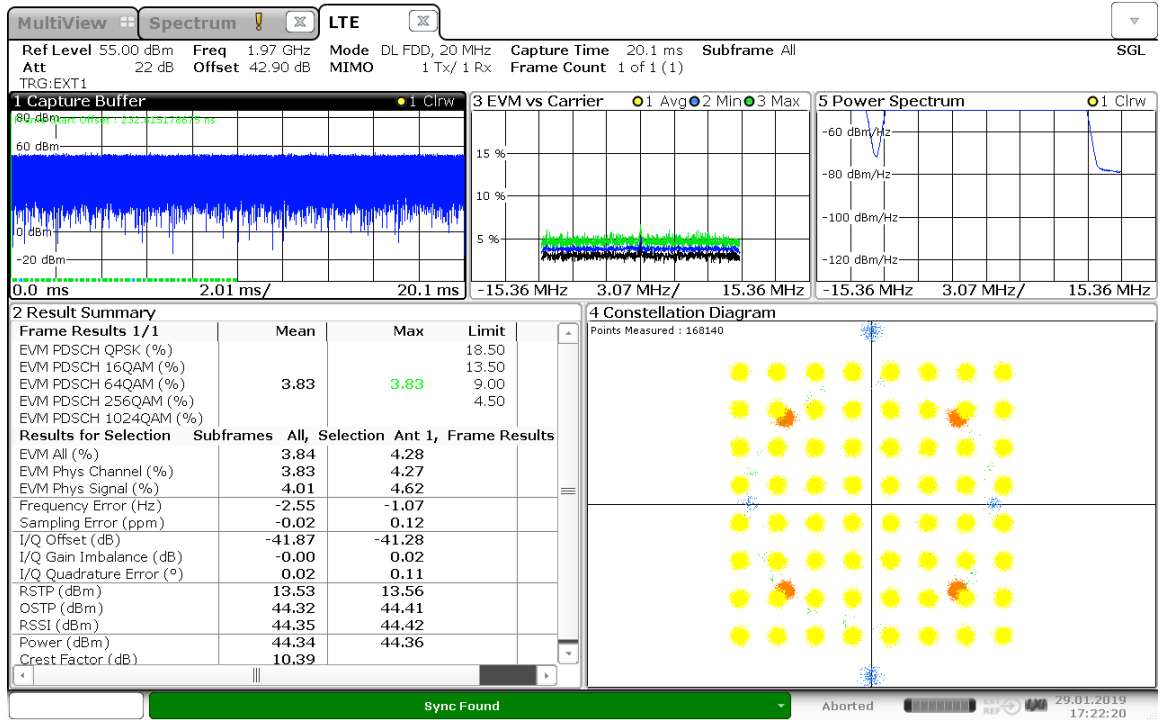 MultiView Spectrum LTE
Ref Level 55.00 dBm Freq 1.97 GHz Mode DL FDD, 20 MHz Capture Time 20.1 ms Subframe All SGL
Att 22 dB Offset 42.90 dB MIMO 1 Tx/ 1 Rx Frame Count 1 of 1 (1)
TRG:EXT1
1 Capture Buffer 1 Clrw
80 dBm
Frame Start Offset : 232.615178675 ns
60 dBm
0 dBm
-20 dBm
0.0 ms 2.01 ms/ 20.1 ms
3 EVM vs Carrier 1 Avg 2 Min 3 Max
15 %
10 %
5 %
-15.36 MHz 3.07 MHz/ 15.36 MHz
5 Power Spectrum 1 Clrw
-60 dBm/Hz
-80 dBm/Hz
-100 dBm/Hz
-120 dBm/Hz
-15.36 MHz 3.07 MHz/ 15.36 MHz
2 Result Summary
Frame Results 1/1 Mean Max Limit
EVM PDSCH QPSK (%) 18.50
EVM PDSCH 16QAM (%) 13.50
EVM PDSCH 64QAM (%) 3.83 3.83 9.00
EVM PDSCH 256QAM (%) 4.50
EVM PDSCH 1024QAM (%)
Results for Selection Subframes All, Selection Ant 1, Frame Results
EVM All (%) 3.84 4.28
EVM Phys Channel (%) 3.83 4.27
EVM Phys Signal (%) 4.01 4.62
Frequency Error (Hz) -2.55 -1.07
Sampling Error (ppm) -0.02 0.12
I/Q Offset (dB) -41.87 -41.28
I/Q Gain Imbalance (dB) -0.00 0.02
I/Q Quadrature Error (°) 0.02 0.11
RSTP (dBm) 13.53 13.56
OSTP (dBm) 44.32 44.41
RSSI (dBm) 44.35 44.42
Power (dBm) 44.34 44.36
Crest Factor (dB) 10.39
4 Constellation Diagram
Points Measured : 168140
Sync Found
Aborted
EXT
REF
LXI
29.01.2019
17:22:20